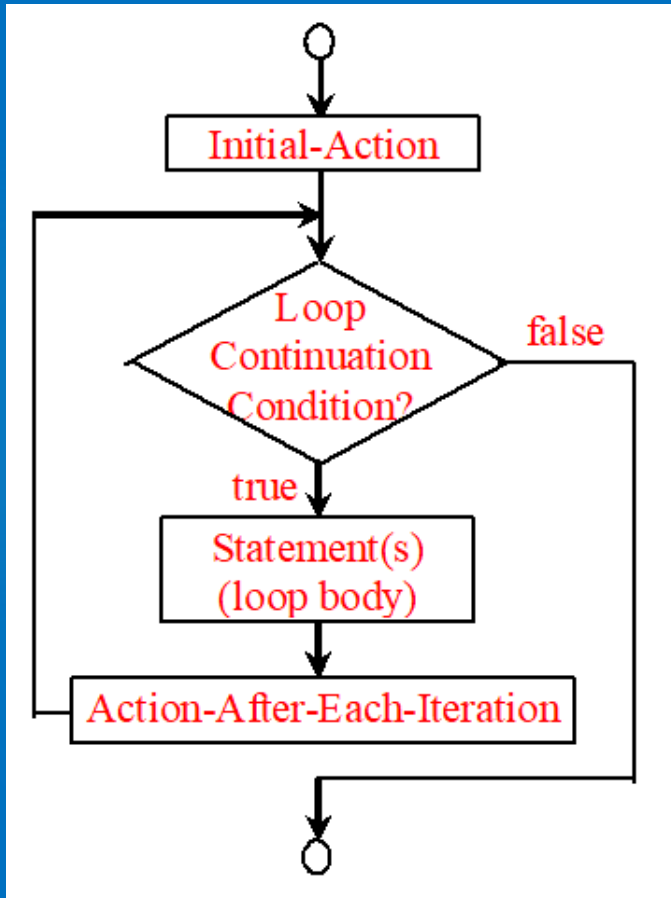 Initial-Action
Loop
Continuation
Condition?
false
true
Statement(s)
(loop body)
Action-After-Each-Iteration